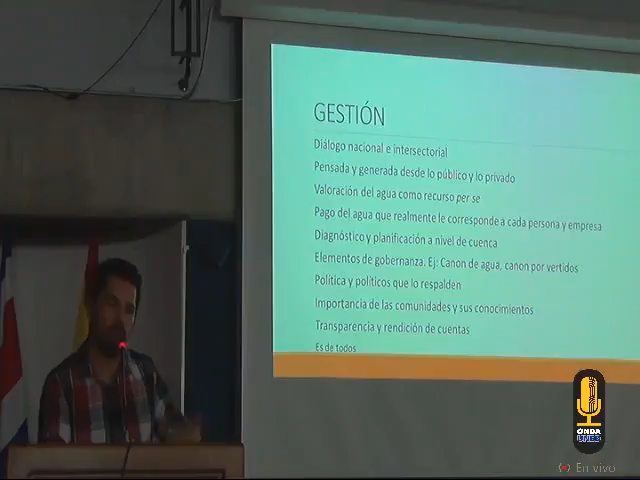 GESTIÓN
Diálogo nacional e intersectorial
Pensada y generada desde lo público y lo privado
Valoración del agua como recurso per se
Pago del agua que realmente le corresponde a cada persona y empresa
Diagnóstico y planificación a nivel de cuenca
Elementos de gobernanza. Ej: Canon de agua, canon por vertidos
Política y políticos que lo respalden
Importancia de las comunidades y sus conocimientos
Transparencia y rendición de cuentas
Es de todos
ONDA
UNED
En vivo